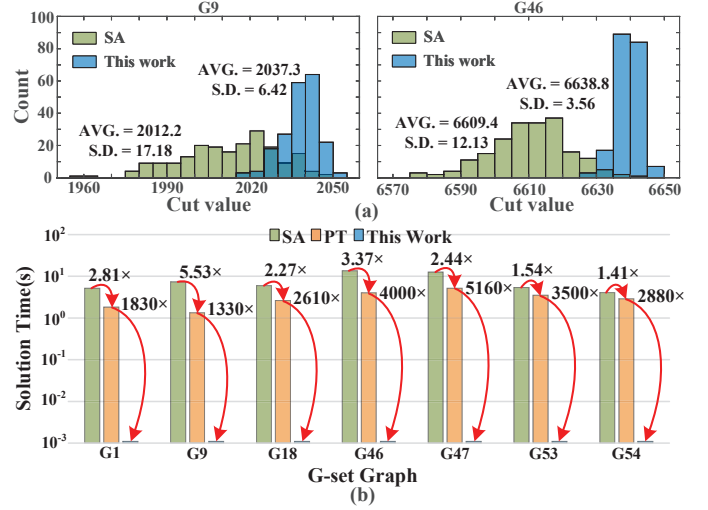 G9
G46
100
80
60
40
20
0
Count
SA
This work
AVG. = 2037.3
S.D. = 6.42
AVG. = 2012.2
S.D. = 17.18
1960
1990
2020
2050
Cut value
SA
This work
AVG. = 6638.8
S.D. = 3.56
AVG. = 6609.4
S.D. = 12.13
6570
6590
6610
6630
6650
Cut value
(a)
SA PT This Work
Solution Time(s)
10²
10¹
10⁰
10⁻¹
10⁻²
10⁻³
2.81×
1830×
5.53×
1330×
2.27×
2610×
3.37×
4000×
2.44×
5160×
1.54×
3500×
1.41×
2880×
G1
G9
G18
G46
G47
G53
G54
G-set Graph
(b)